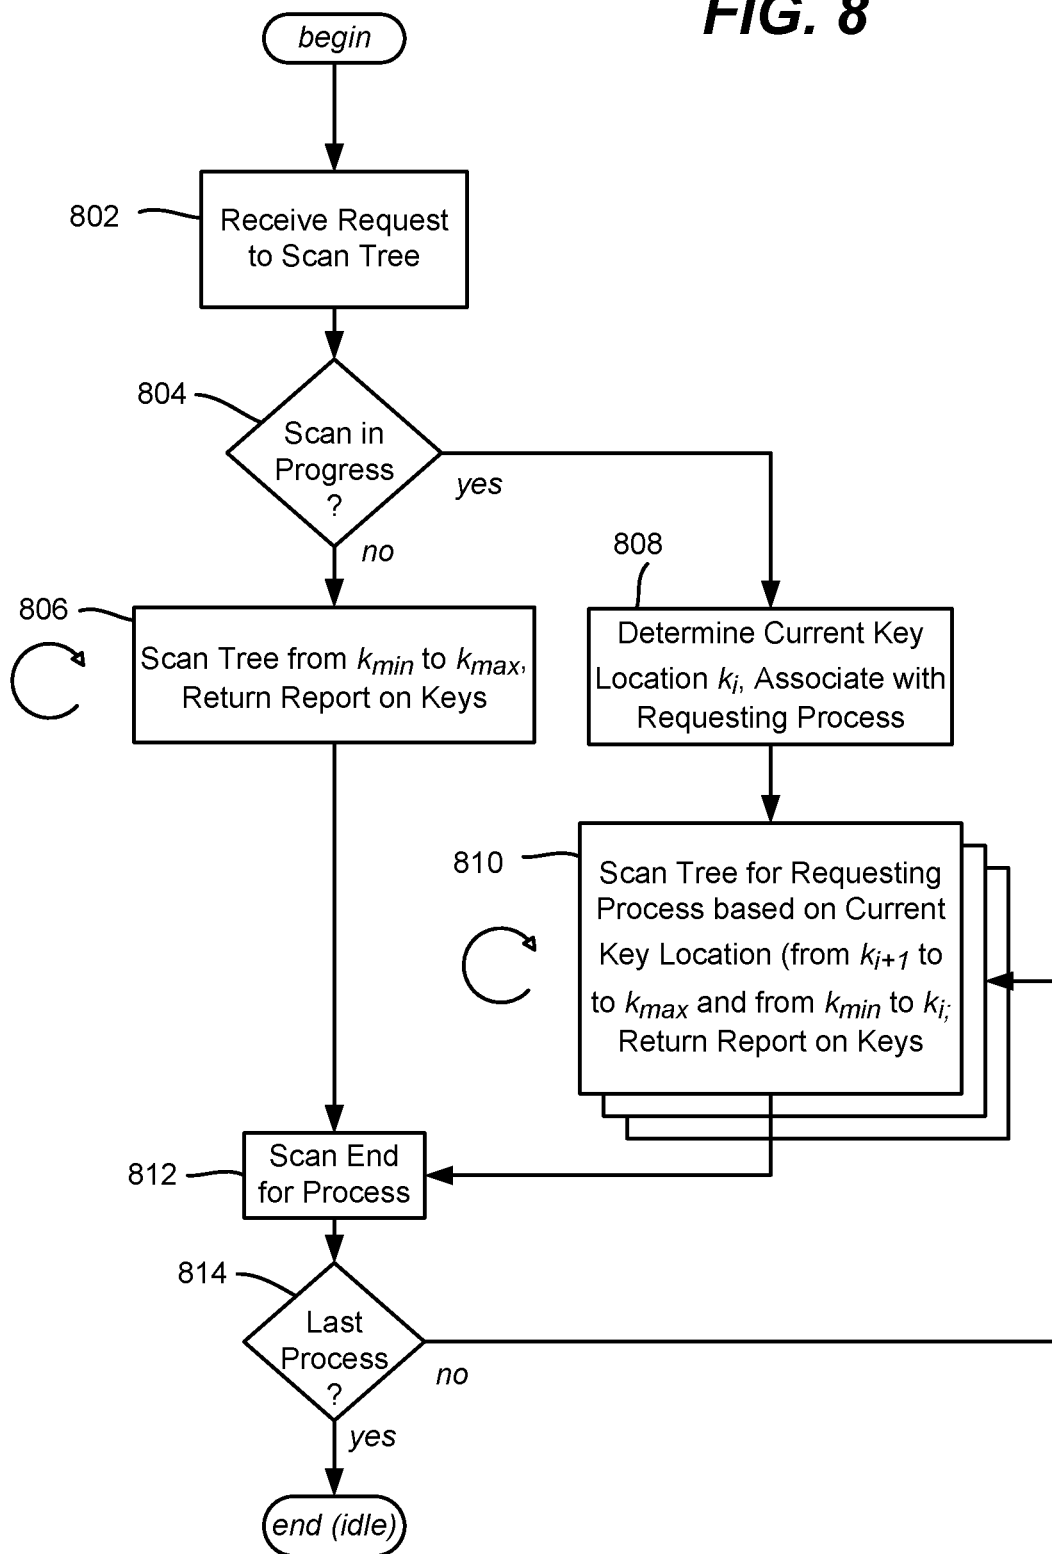 FIG. 8
begin
802
Receive Request
to Scan Tree
804
Scan in
Progress
?
yes
no
806
Scan Tree from kmin to kmax,
Return Report on Keys
808
Determine Current Key
Location ki, Associate with
Requesting Process
810
Scan Tree for Requesting
Process based on Current
Key Location (from ki+1 to
to kmax and from kmin to ki;
Return Report on Keys
812
Scan End
for Process
814
Last
Process
?
no
yes
end (idle)